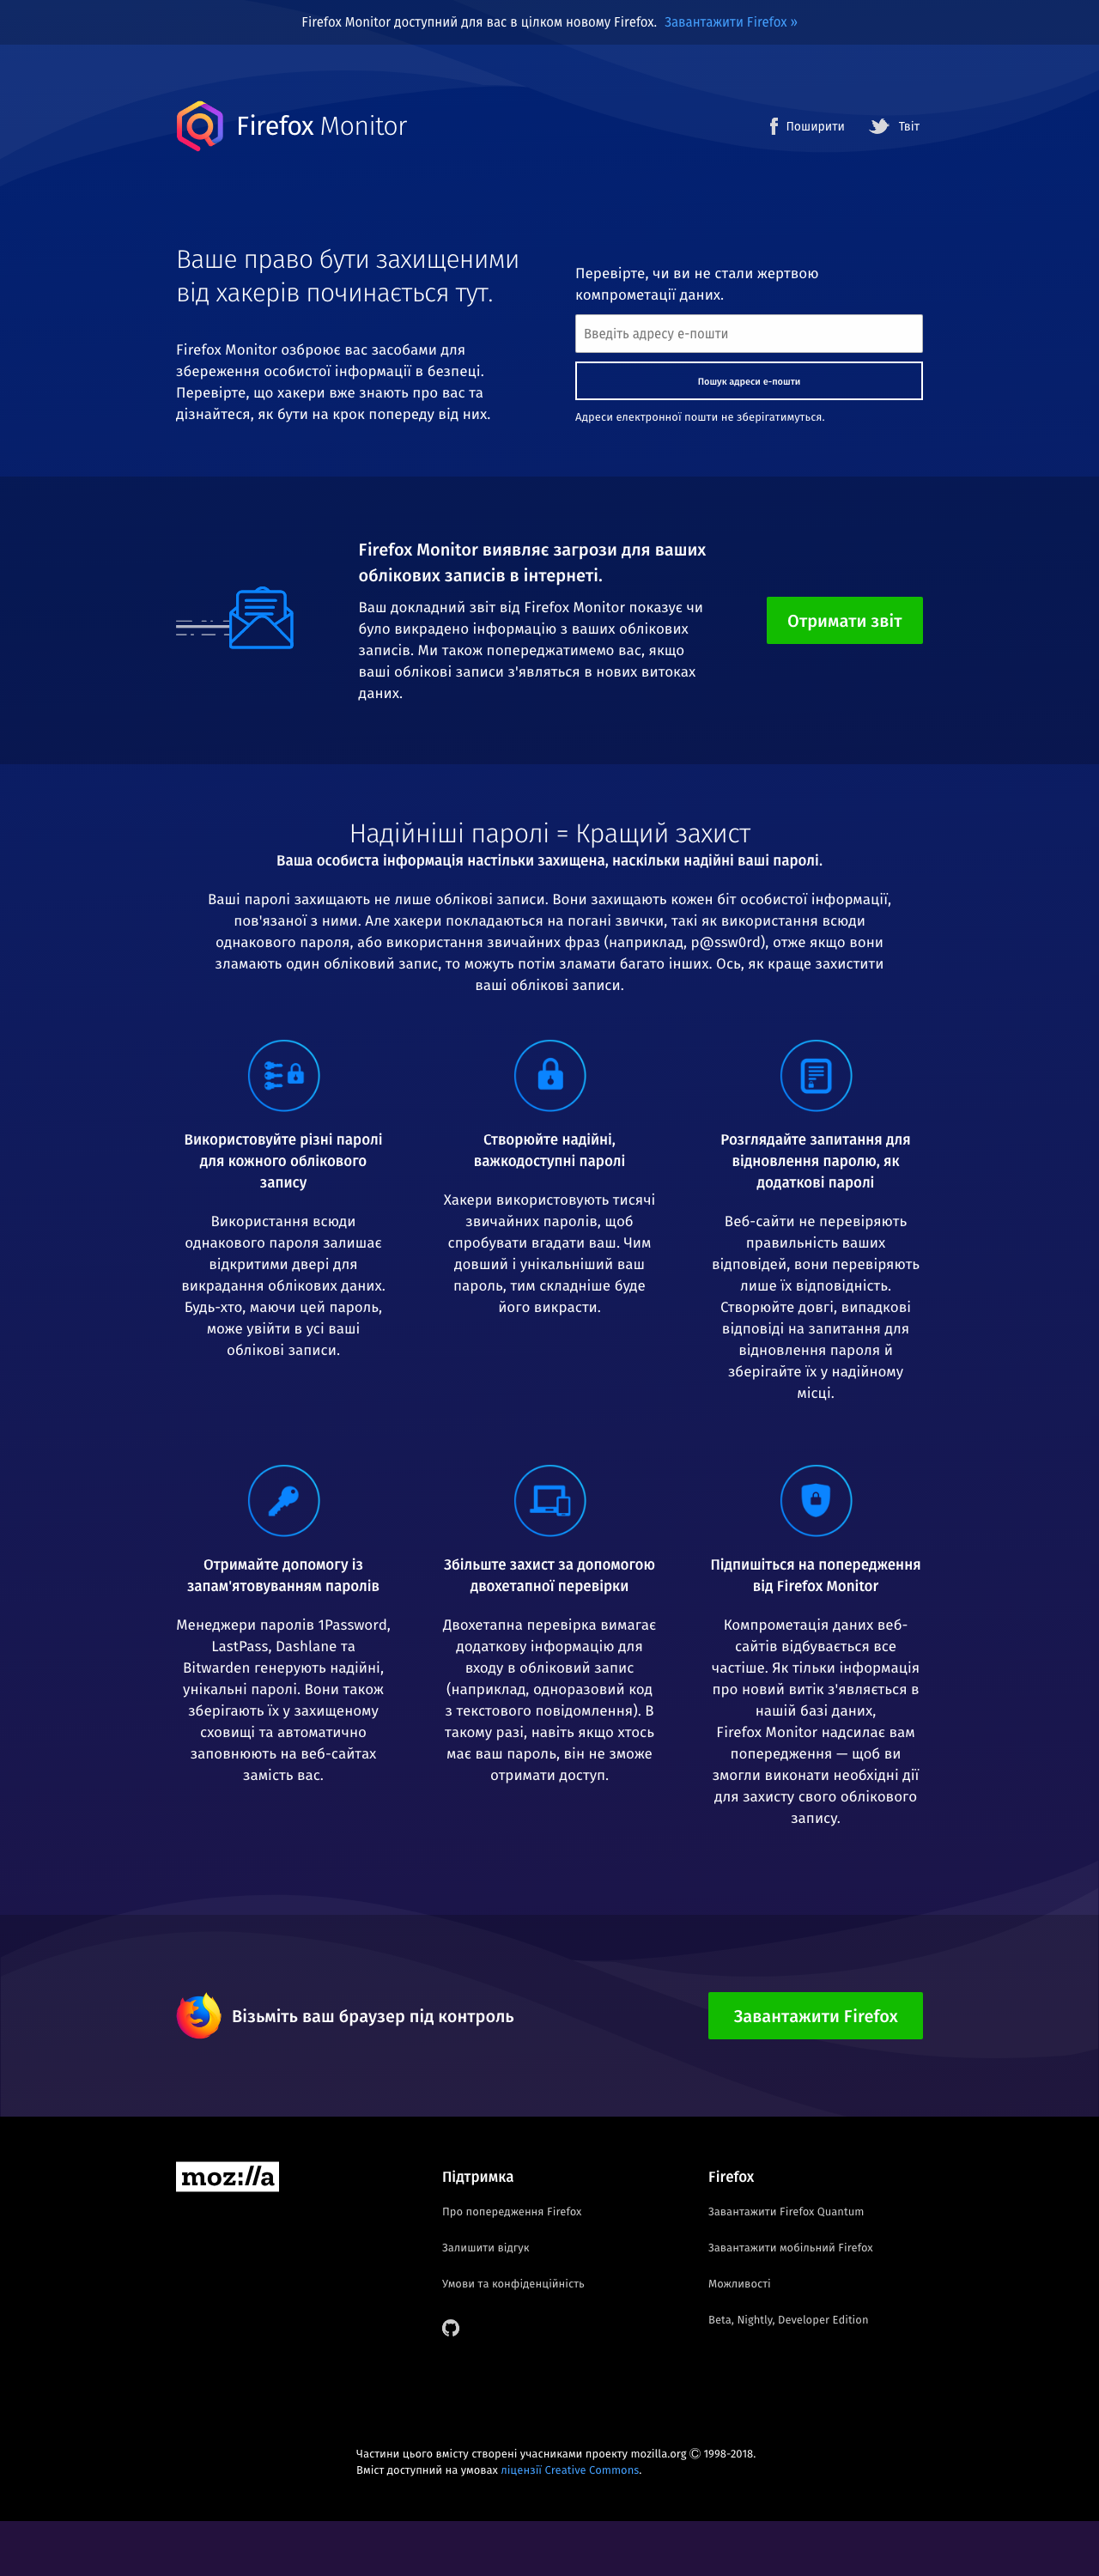 Firefox Monitor доступний для вас в цілком новому Firefox. Завантажити Firefox »
Firefox Monitor
Поширити
Твіт
Ваше право бути захищеними
від хакерів починається тут.
Firefox Monitor озброює вас засобами для
збереження особистої інформації в безпеці.
Перевірте, що хакери вже знають про вас та
дізнайтеся, як бути на крок попереду від них.
Перевірте, чи ви не стали жертвою
компрометації даних.
Введіть адресу е-пошти
Пошук адреси е-пошти
Адреси електронної пошти не зберігатимуться.
Firefox Monitor виявляє загрози для ваших
облікових записів в інтернеті.
Ваш докладний звіт від Firefox Monitor показує чи
було викрадено інформацію з ваших облікових
записів. Ми також попереджатимемо вас, якщо
ваші облікові записи з'являться в нових витоках
даних.
Отримати звіт
Надійніші паролі = Кращий захист
Ваша особиста інформація настільки захищена, наскільки надійні ваші паролі.
Ваші паролі захищають не лише облікові записи. Вони захищають кожен біт особистої інформації,
пов'язаної з ними. Але хакери покладаються на погані звички, такі як використання всюди
однакового пароля, або використання звичайних фраз (наприклад, p@ssw0rd), отже якщо вони
зламають один обліковий запис, то можуть потім зламати багато інших. Ось, як краще захистити
ваші облікові записи.
Використовуйте різні паролі
для кожного облікового
запису
Використання всюди
однакового пароля залишає
відкритими двері для
викрадання облікових даних.
Будь-хто, маючи цей пароль,
може увійти в усі ваші
облікові записи.
Створюйте надійні,
важкодоступні паролі
Хакери використовують тисячі
звичайних паролів, щоб
спробувати вгадати ваш. Чим
довший і унікальніший ваш
пароль, тим складніше буде
його викрасти.
Розглядайте запитання для
відновлення паролю, як
додаткові паролі
Веб-сайти не перевіряють
правильність ваших
відповідей, вони перевіряють
лише їх відповідність.
Створюйте довгі, випадкові
відповіді на запитання для
відновлення пароля й
зберігайте їх у надійному
місці.
Отримайте допомогу із
запам'ятовуванням паролів
Менеджери паролів 1Password,
LastPass, Dashlane та
Bitwarden генерують надійні,
унікальні паролі. Вони також
зберігають їх у захищеному
сховищі та автоматично
заповнюють на веб-сайтах
замість вас.
Збільште захист за допомогою
двохетапної перевірки
Двохетапна перевірка вимагає
додаткову інформацію для
входу в обліковий запис
(наприклад, одноразовий код
з текстового повідомлення). В
такому разі, навіть якщо хтось
має ваш пароль, він не зможе
отримати доступ.
Підпишіться на попередження
від Firefox Monitor
Компрометація даних веб-
сайтів відбувається все
частіше. Як тільки інформація
про новий витік з'являється в
нашій базі даних,
Firefox Monitor надсилає вам
попередження — щоб ви
змогли виконати необхідні дії
для захисту свого облікового
запису.
Візьміть ваш браузер під контроль
Завантажити Firefox
moz://a
Підтримка
Про попередження Firefox
Залишити відгук
Умови та конфіденційність
Firefox
Завантажити Firefox Quantum
Завантажити мобільний Firefox
Можливості
Beta, Nightly, Developer Edition
Частини цього вмісту створені учасниками проекту mozilla.org © 1998-2018.
Вміст доступний на умовах ліцензії Creative Commons.